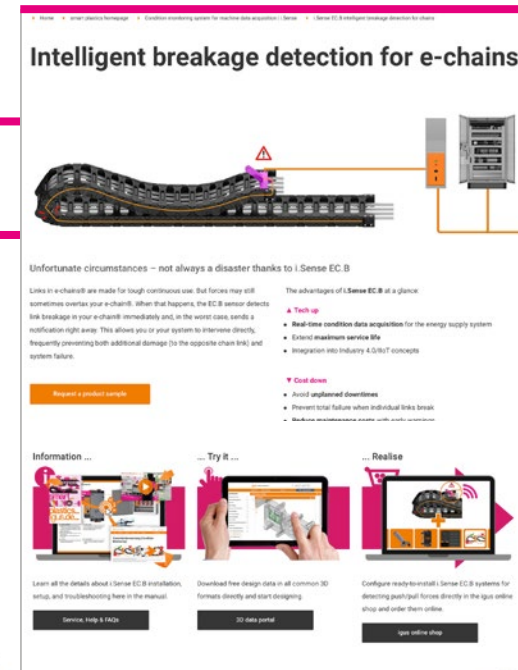 Home smart plastics homepage Condition monitoring system for machine data acquisition | i.Sense i.Sense EC.B intelligent breakage detection for chains
Intelligent breakage detection for e-chains
Unfortunate circumstances – not always a disaster thanks to i.Sense EC.B
Links in e-chains® are made for tough continuous use. But forces may still
sometimes overtax your e-chain®. When that happens, the EC.B sensor detects
link breakage in your e-chain® immediately and, in the worst case, sends a
notification right away. This allows you or your system to intervene directly,
frequently preventing both additional damage (to the opposite chain link) and
system failure.
Request a product sample
The advantages of i.Sense EC.B at a glance:
▲ Tech up
• Real-time condition data acquisition for the energy supply system
• Extend maximum service life
• Integration into Industry 4.0/IIoT concepts
▼ Cost down
• Avoid unplanned downtimes
• Prevent total failure when individual links break
• Reduce maintenance costs with early warnings
Information ...
Learn all the details about i.Sense EC.B installation,
setup, and troubleshooting here in the manual.
Service, Help & FAQs
... Try it ...
Download free design data in all common 3D
formats directly and start designing.
3D data portal
... Realise
Configure ready-to-install i.Sense EC.B systems for
detecting push/pull forces directly in the igus online
shop and order them online.
igus online shop